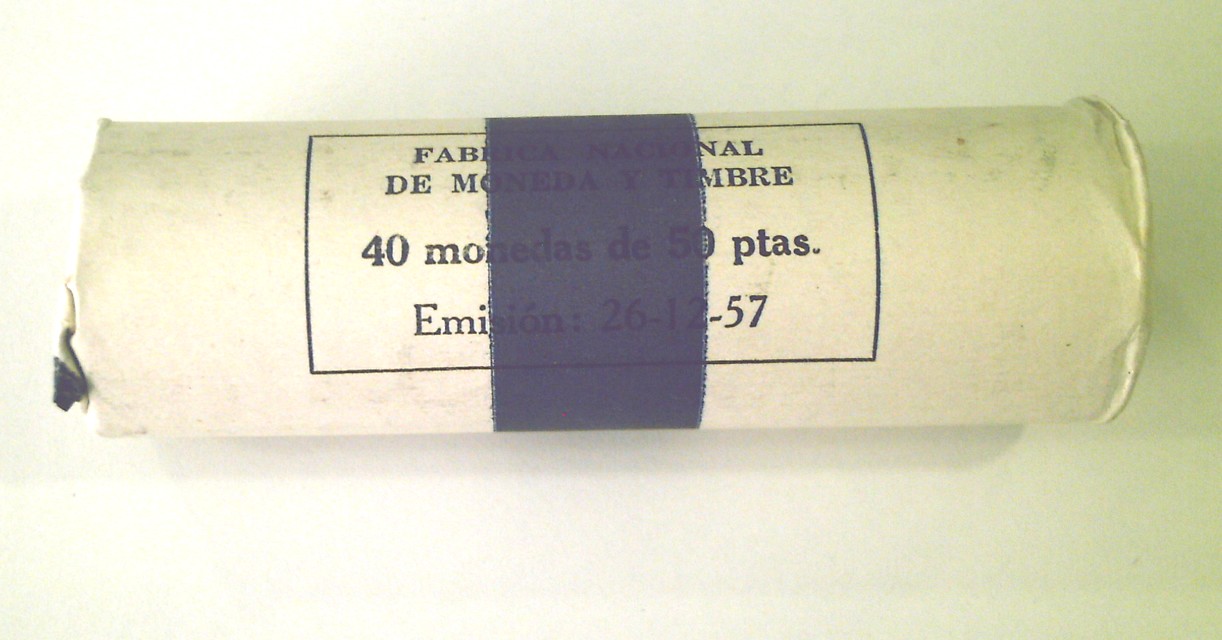 FABRICA NACIONAL
DE MONEDA Y TIMBRE
40 monedas de 50 ptas.
Emisión: 26-12-57